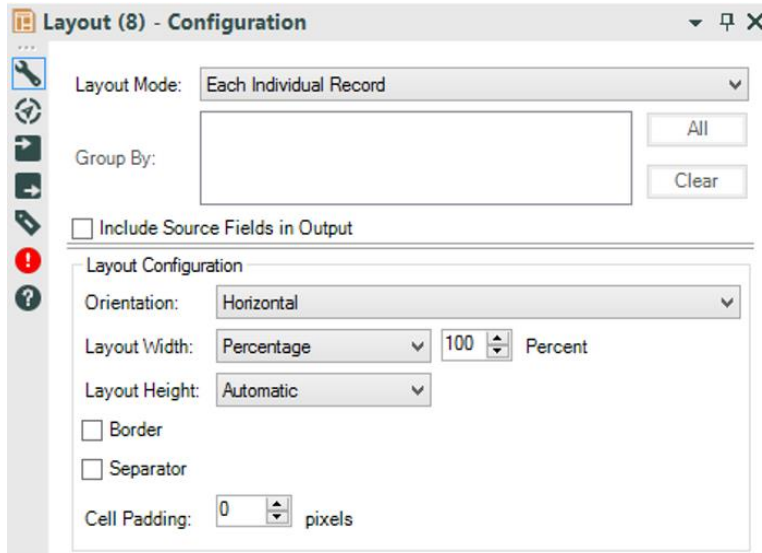 Layout (8) - Configuration
Layout Mode: Each Individual Record
All
Group By:
Clear
Include Source Fields in Output
Layout Configuration
Orientation: Horizontal
Layout Width: Percentage 100 Percent
Layout Height: Automatic
Border
Separator
Cell Padding: 0 pixels